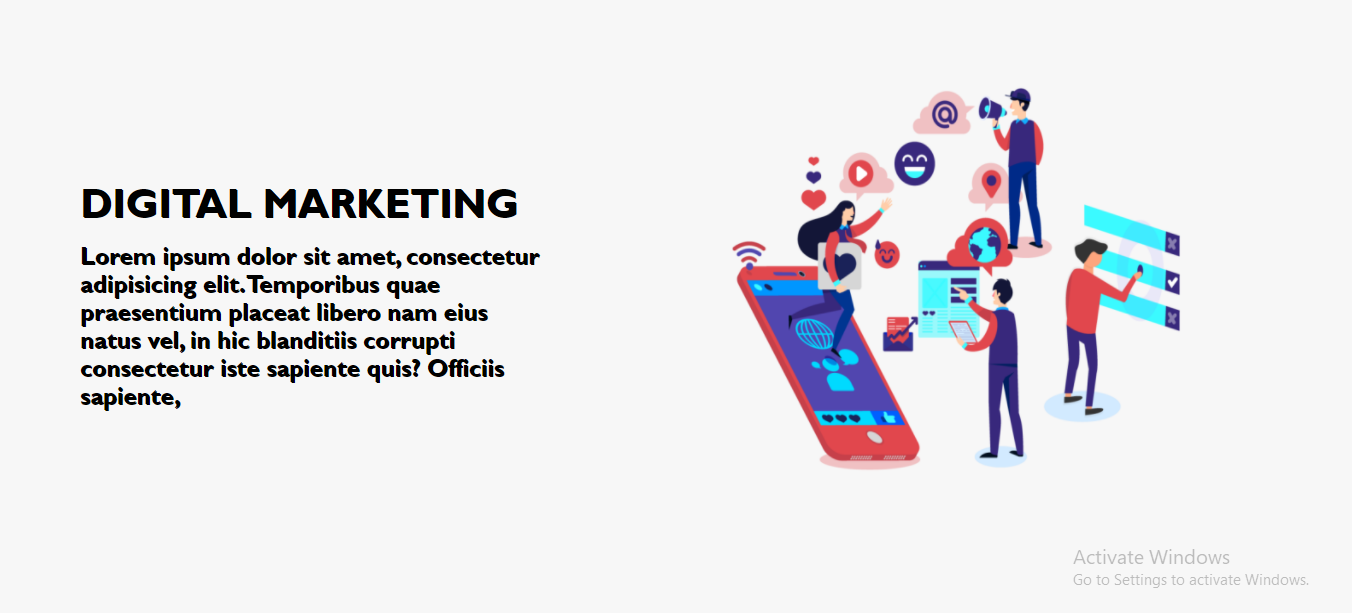 DIGITAL MARKETING
Lorem ipsum dolor sit amet, consectetur
adipisicing elit. Temporibus quae
praesentium placeat libero nam eius
natus vel, in hic blanditiis corrupti
consectetur iste sapiente quis? Officiis
sapiente,
@
Activate Windows
Go to Settings to activate Windows.